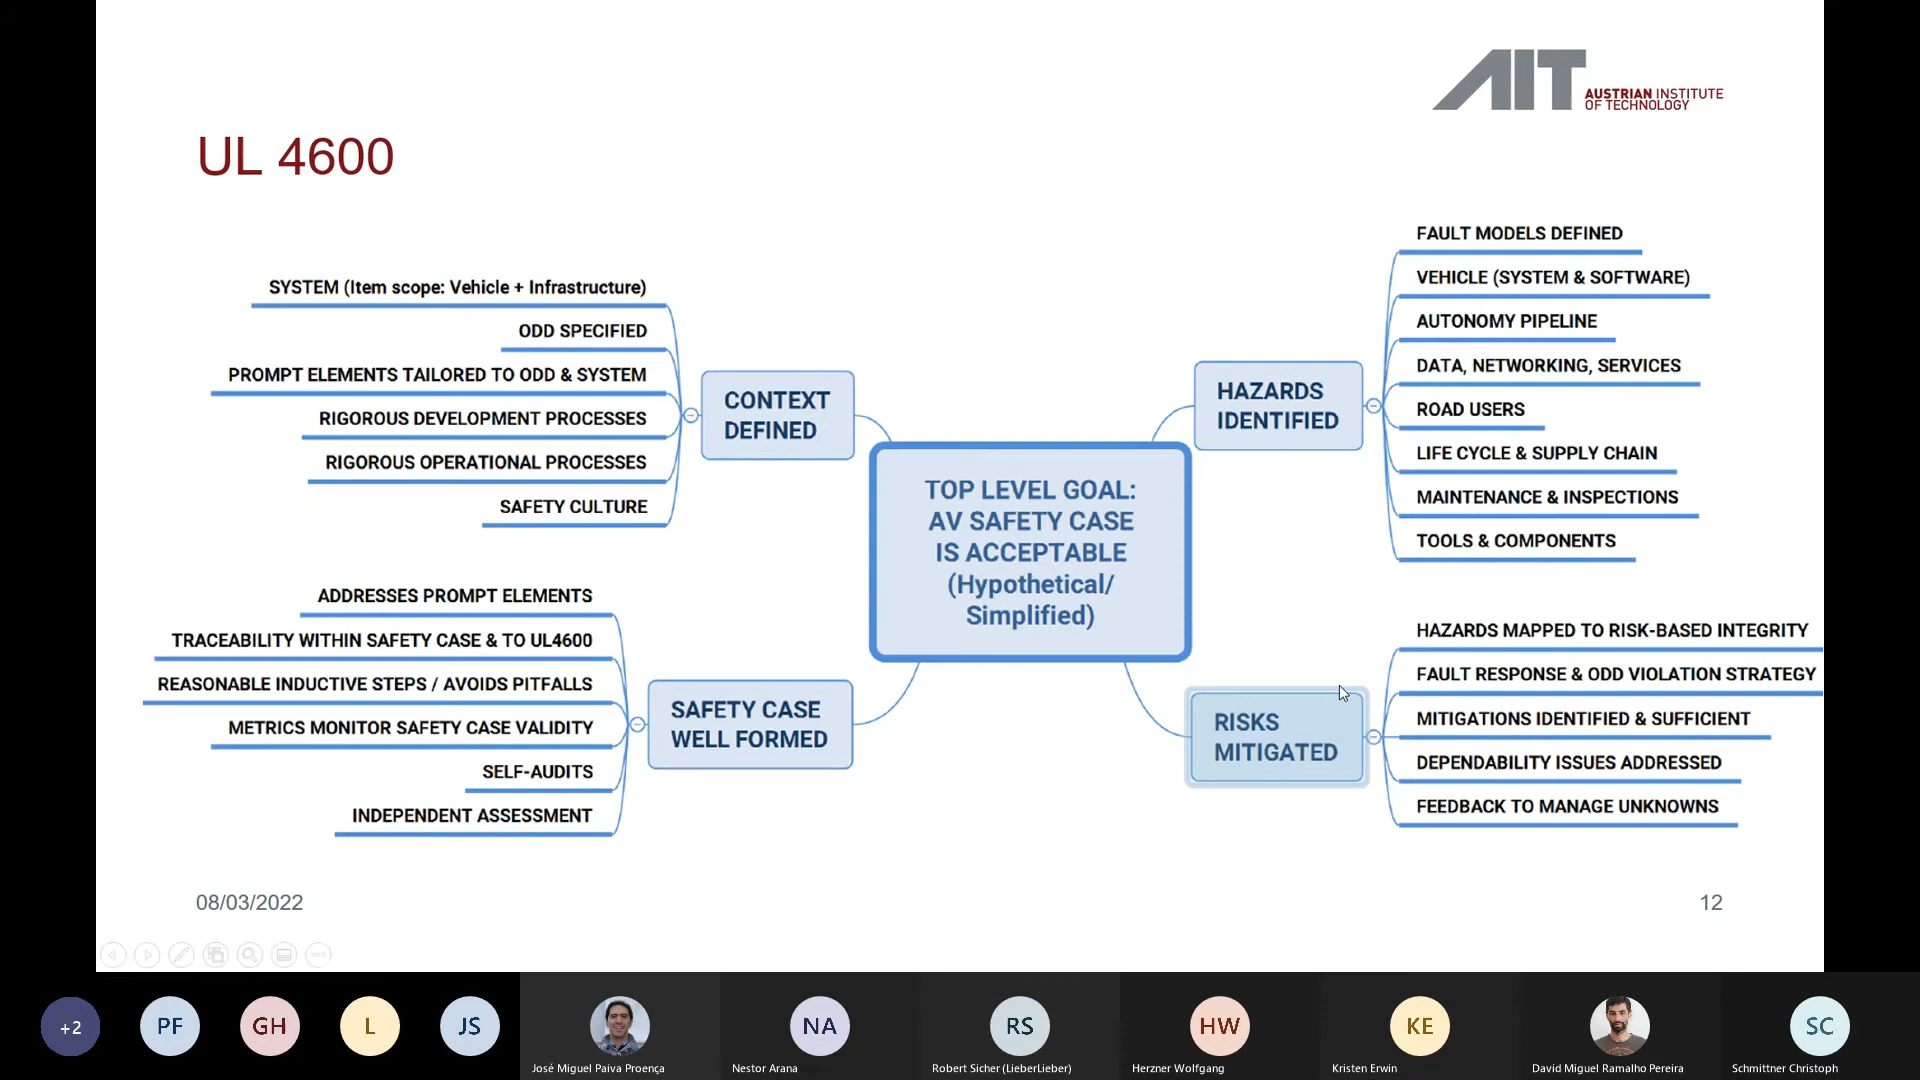 AIT
AUSTRIAN INSTITUTE
OF TECHNOLOGY
UL 4600
SYSTEM (Item scope: Vehicle + Infrastructure)
ODD SPECIFIED
PROMPT ELEMENTS TAILORED TO ODD & SYSTEM
RIGOROUS DEVELOPMENT PROCESSES
RIGOROUS OPERATIONAL PROCESSES
SAFETY CULTURE
CONTEXT
DEFINED
ADDRESSES PROMPT ELEMENTS
TRACEABILITY WITHIN SAFETY CASE & TO UL4600
REASONABLE INDUCTIVE STEPS / AVOIDS PITFALLS
METRICS MONITOR SAFETY CASE VALIDITY
SELF-AUDITS
INDEPENDENT ASSESSMENT
SAFETY CASE
WELL FORMED
TOP LEVEL GOAL:
AV SAFETY CASE
IS ACCEPTABLE
(Hypothetical/
Simplified)
HAZARDS
IDENTIFIED
FAULT MODELS DEFINED
VEHICLE (SYSTEM & SOFTWARE)
AUTONOMY PIPELINE
DATA, NETWORKING, SERVICES
ROAD USERS
LIFE CYCLE & SUPPLY CHAIN
MAINTENANCE & INSPECTIONS
TOOLS & COMPONENTS
RISKS
MITIGATED
HAZARDS MAPPED TO RISK-BASED INTEGRITY
FAULT RESPONSE & ODD VIOLATION STRATEGY
MITIGATIONS IDENTIFIED & SUFFICIENT
DEPENDABILITY ISSUES ADDRESSED
FEEDBACK TO MANAGE UNKNOWNS
08/03/2022
12
+2
PF
GH
L
JS
José Miguel Paiva Proença
NA
Nestor Arana
RS
Robert Sicher (LieberLieber)
HW
Herzner Wolfgang
KE
Kristen Erwin
David Miguel Ramalho Pereira
SC
Schmittner Christoph